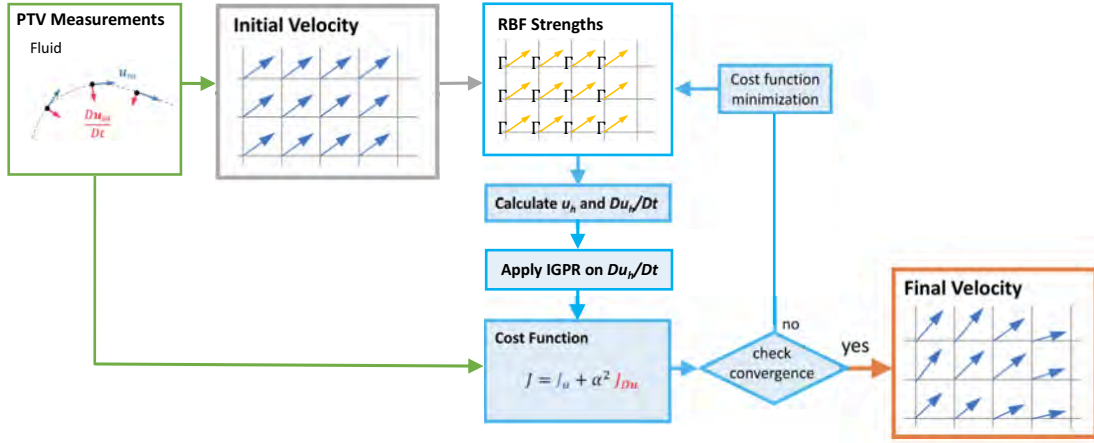 PTV Measurements
Fluid
u_m
Du_m
Dt
Initial Velocity
RBF Strengths
Γ Γ Γ Γ
Γ Γ Γ Γ
Γ Γ Γ Γ
Cost function
minimization
Calculate u_h and Du_h/Dt
Apply IGPR on Du_h/Dt
Cost Function
J = J_u + α² J_Du
no
check
convergence
yes
Final Velocity